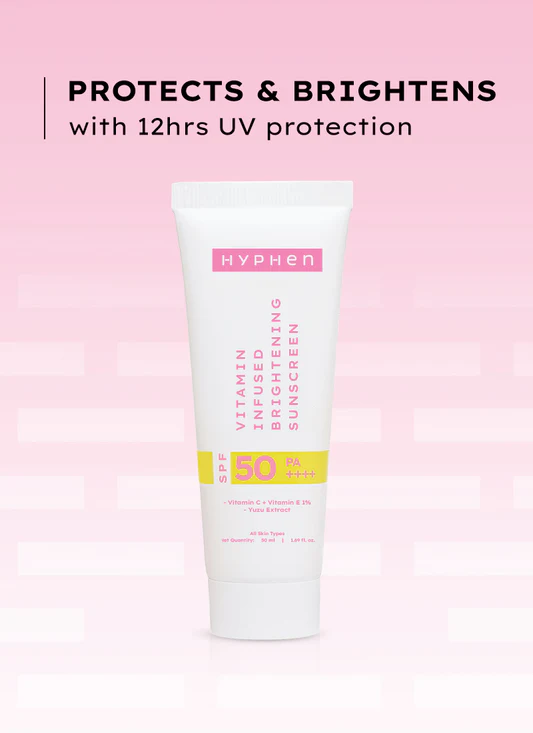 PROTECTS & BRIGHTENS
with 12hrs UV protection
HYPHEN
VITAMIN
INFUSED
BRIGHTENING
SUNSCREEN
SPF
50
PA
++++
- Vitamin C + Vitamin E 1%
- Yuzu Extract
All Skin Types
Net Quantity: 50 ml | 1.69 fl. oz.